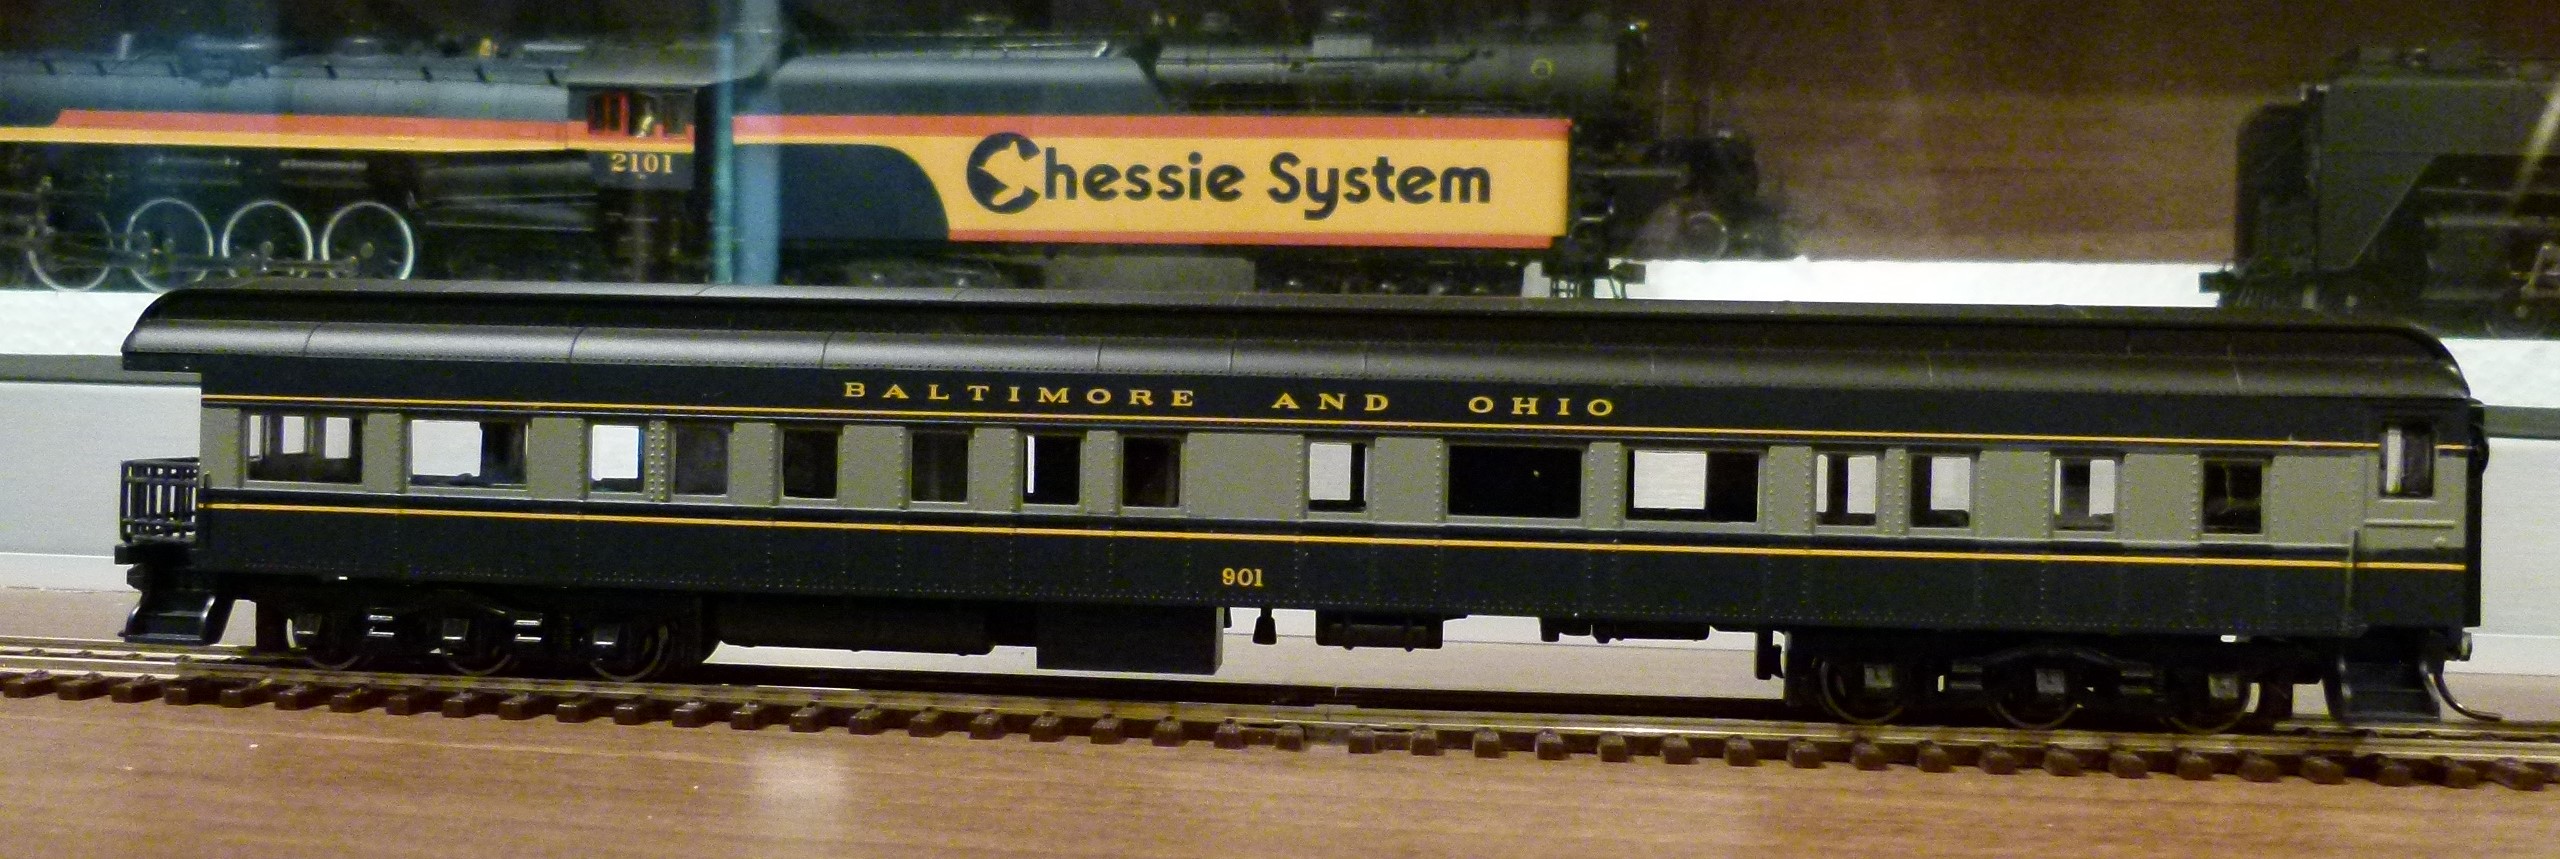 2101
Chessie System
BALTIMORE AND OHIO
901